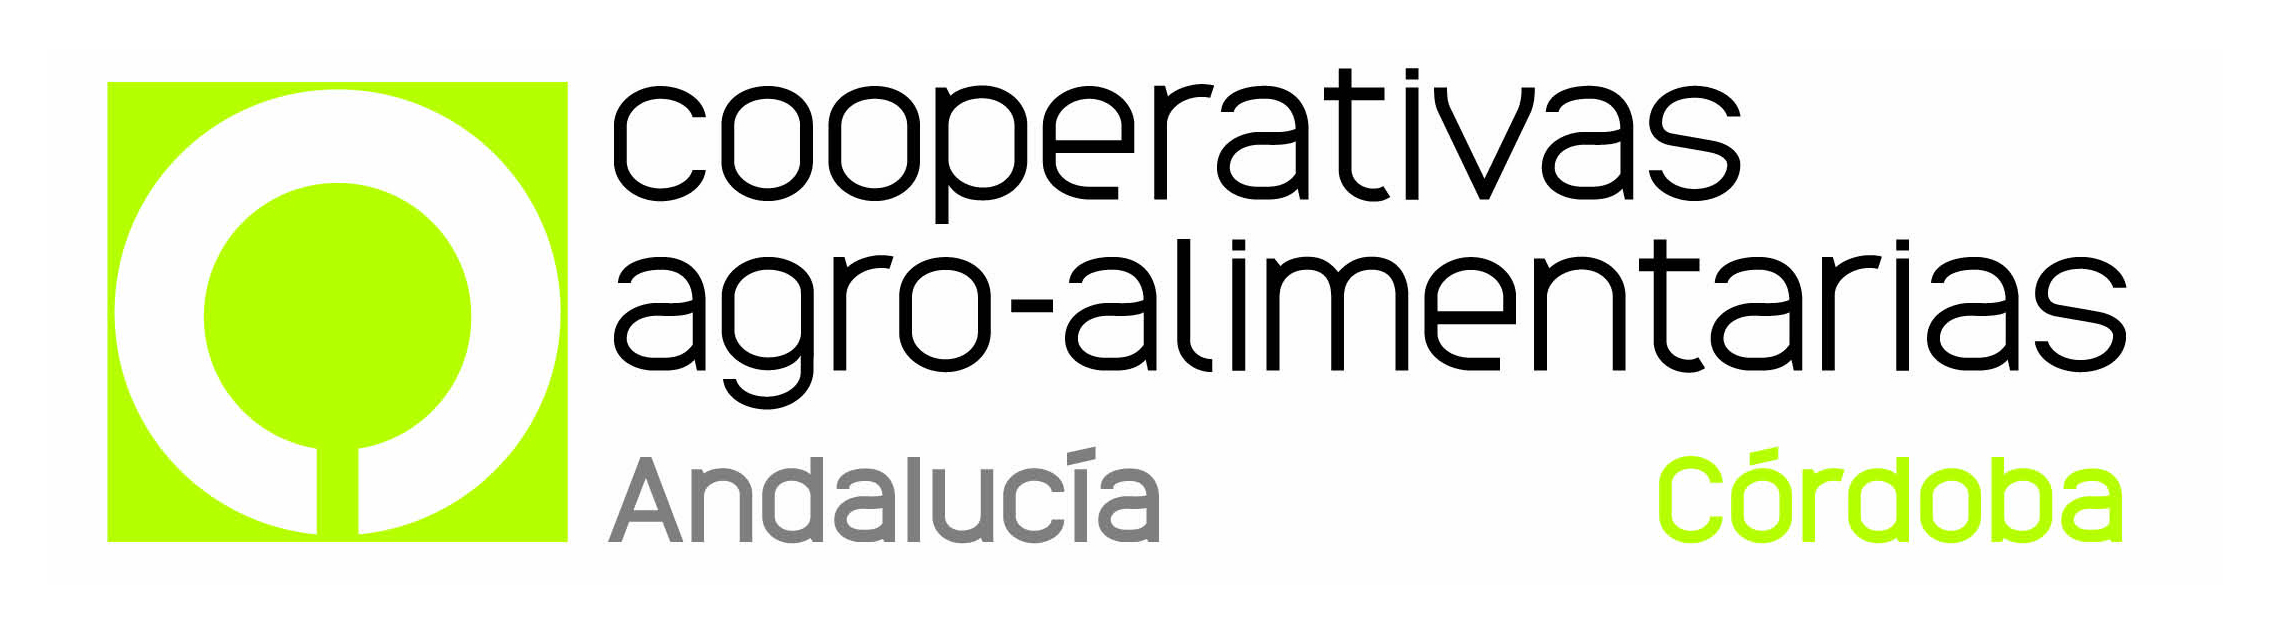 cooperativas
agro-alimentarias
Andalucía Córdoba